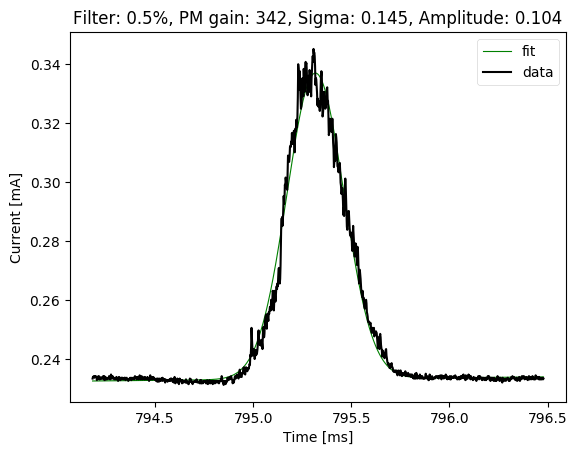 Filter: 0.5%, PM gain: 342, Sigma: 0.145, Amplitude: 0.104
fit
data
0.34
0.32
0.30
0.28
0.26
0.24
Current [mA]
794.5
795.0
795.5
796.0
796.5
Time [ms]